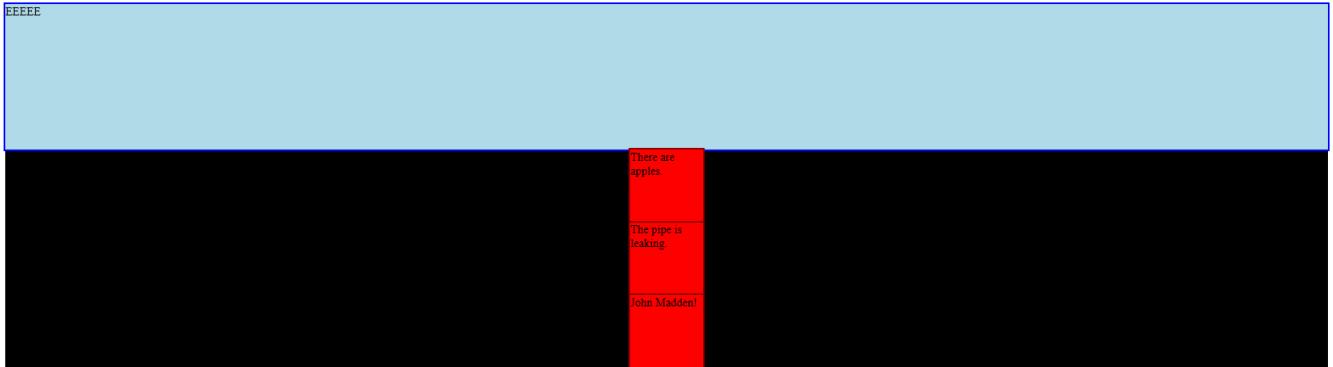 EEEEE
There are
apples.
The pipe is
leaking.
John Madden!